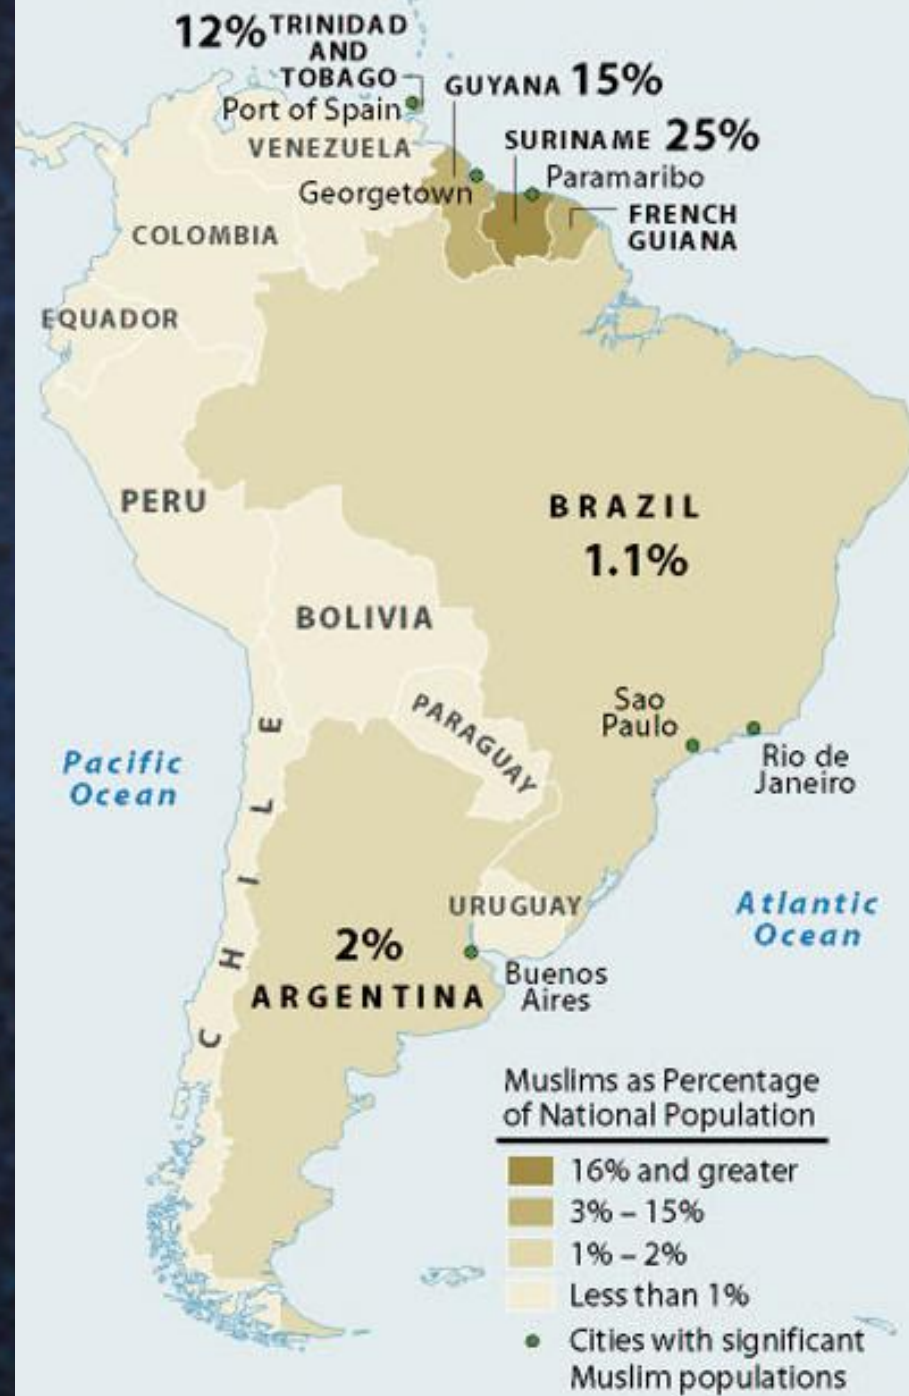 12% TRINIDAD
AND
TOBAGO
Port of Spain
GUYANA 15%
VENEZUELA
SURINAME 25%
Georgetown
Paramaribo
COLOMBIA
FRENCH
GUIANA
EQUADOR
PERU
BRAZIL
1.1%
BOLIVIA
PARAGUAY
Sao
Paulo
Rio de
Janeiro
Pacific
Ocean
CHILE
URUGUAY
Atlantic
Ocean
2%
ARGENTINA
Buenos
Aires
Muslims as Percentage
of National Population
16% and greater
3% – 15%
1% – 2%
Less than 1%
Cities with significant
Muslim populations